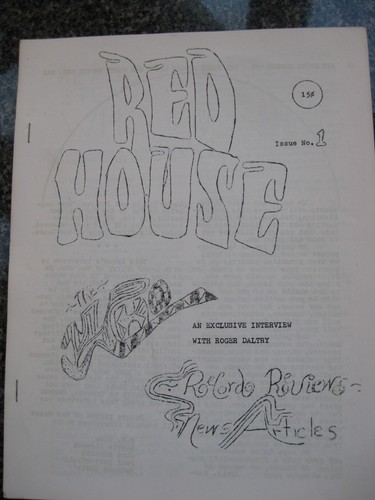 RED
15¢
Issue No. 1
HOUSE
THE
WHO
AN EXCLUSIVE INTERVIEW
WITH ROGER DALTRY
Records Reviews-
News Articles